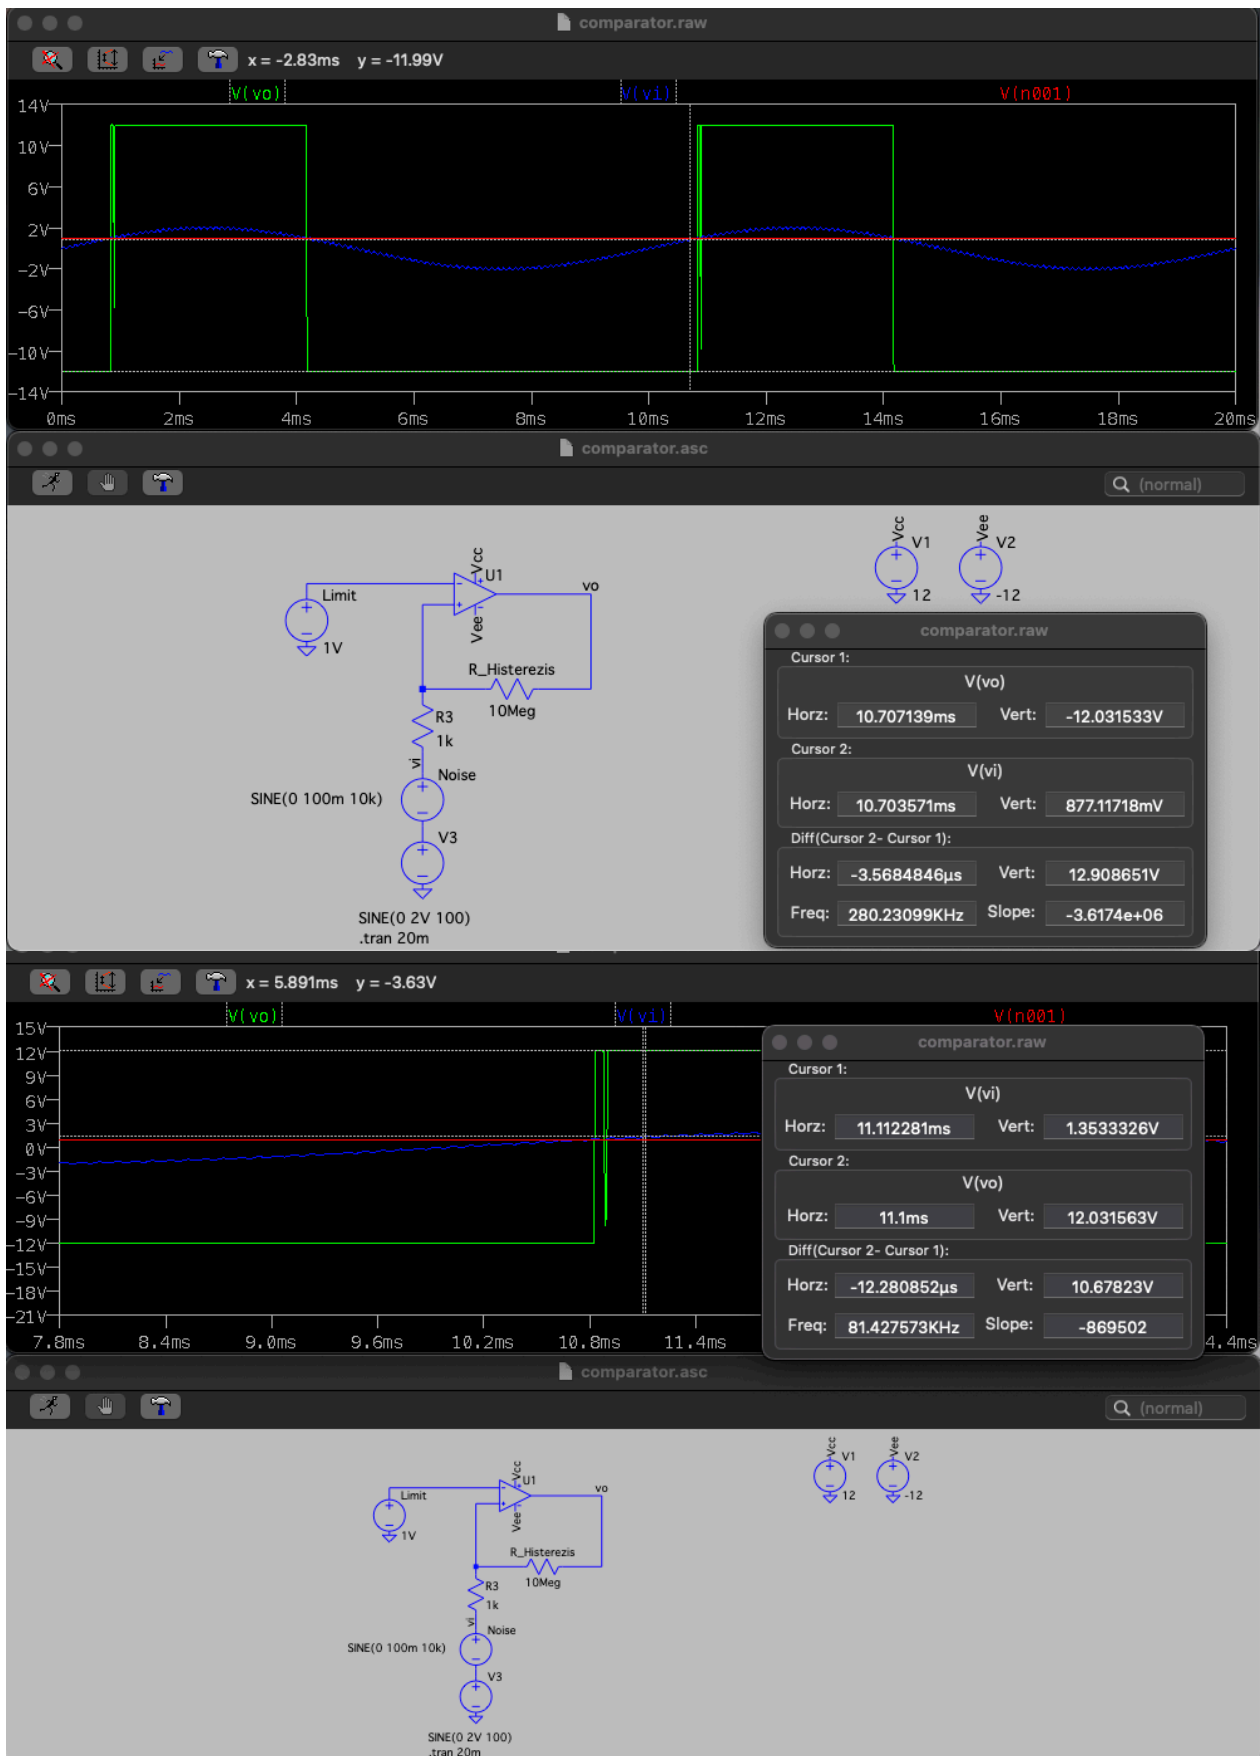 comparator.raw
x = -2.83ms y = -11.99V
V(vo) V(vi) V(n001)
14V
10V
6V
2V
-2V
-6V
-10V
-14V
0ms 2ms 4ms 6ms 8ms 10ms 12ms 14ms 16ms 18ms 20ms
comparator.asc
(normal)
Vcc
U1
Vee
vo
Limit
1V
R_Histerezis
10Meg
R3
1k
vi
Noise
SINE(0 100m 10k)
V3
SINE(0 2V 100)
.tran 20m
Vcc
V1
12
Vee
V2
-12
comparator.raw
Cursor 1:
V(vo)
Horz: 10.707139ms Vert: -12.031533V
Cursor 2:
V(vi)
Horz: 10.703571ms Vert: 877.11718mV
Diff(Cursor 2- Cursor 1):
Horz: -3.5684846µs Vert: 12.908651V
Freq: 280.23099KHz Slope: -3.6174e+06
x = 5.891ms y = -3.63V
V(vo) V(vi) V(n001)
15V
12V
9V
6V
3V
0V
-3V
-6V
-9V
-12V
-15V
-18V
-21V
7.8ms 8.4ms 9.0ms 9.6ms 10.2ms 10.8ms 11.4ms 4.4ms
comparator.raw
Cursor 1:
V(vi)
Horz: 11.112281ms Vert: 1.3533326V
Cursor 2:
V(vo)
Horz: 11.1ms Vert: 12.031563V
Diff(Cursor 2- Cursor 1):
Horz: -12.280852µs Vert: 10.67823V
Freq: 81.427573KHz Slope: -869502
comparator.asc
(normal)
Vcc
U1
Vee
vo
Limit
1V
R_Histerezis
10Meg
R3
1k
vi
Noise
SINE(0 100m 10k)
V3
SINE(0 2V 100)
.tran 20m
Vcc
V1
12
Vee
V2
-12